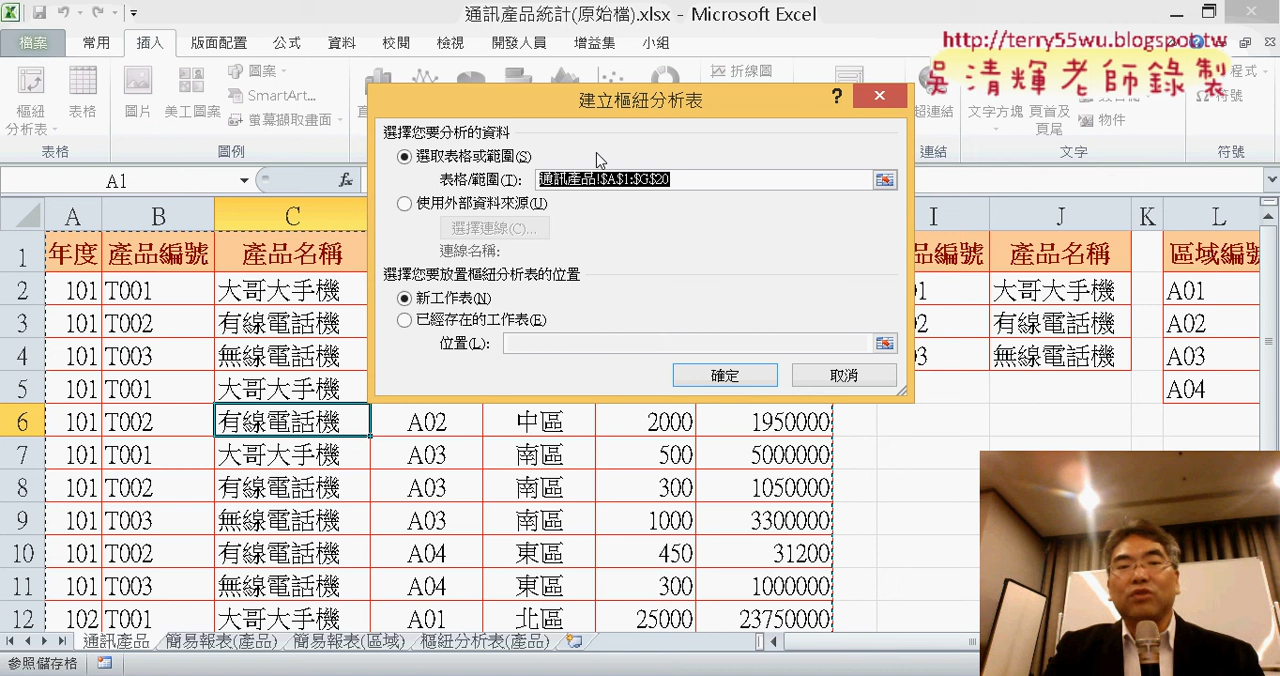 通訊產品統計(原始檔).xlsx - Microsoft Excel
檔案 常用 插入 版面配置 公式 資料 校閱 檢視 開發人員 增益集 小組
http://terry55wu.blogspot.tw
吳清輝老師錄製
樞紐分析表 表格 圖片 美工圖案 圖案 SmartArt... 螢幕擷取畫面 折線圖 文字方塊 頁首及頁尾 物件 符號
表格 圖例 連結 文字 符號
建立樞紐分析表 ?
選擇您要分析的資料
選取表格或範圍(S)
表格/範圍(T): 通訊產品!$A$1:$G$20
使用外部資料來源(U)
選擇連線(C)...
連線名稱:
選擇您要放置樞紐分析表的位置
新工作表(N)
已經存在的工作表(E)
位置(L):
確定 取消
A1 fx
A B C I J K L
1 年度 產品編號 產品名稱 品編號 產品名稱 區域編號
2 101 T001 大哥大手機 大哥大手機 A01
3 101 T002 有線電話機 有線電話機 A02
4 101 T003 無線電話機 無線電話機 A03
5 101 T001 大哥大手機 A04
6 101 T002 有線電話機 A02 中區 2000 1950000
7 101 T001 大哥大手機 A03 南區 500 5000000
8 101 T002 有線電話機 A03 南區 300 1050000
9 101 T003 無線電話機 A03 南區 1000 3300000
10 101 T002 有線電話機 A04 東區 450 31200
11 101 T003 無線電話機 A04 東區 300 1000000
12 102 T001 大哥大手機 A01 北區 25000 23750000
通訊產品 簡易報表(產品) 簡易報表(區域) 樞紐分析表(產品)
參照儲存格